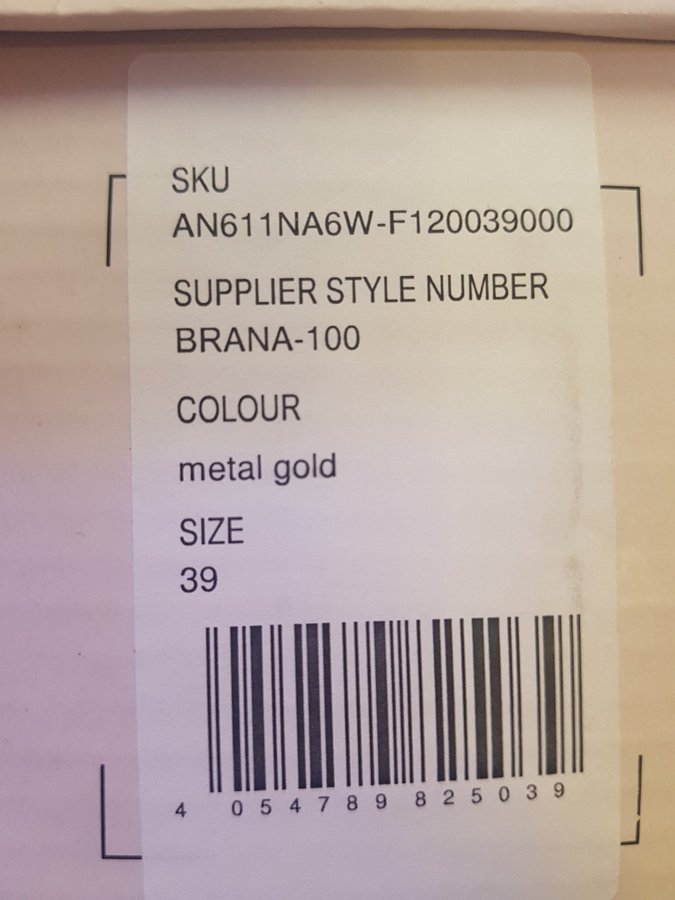 SKU
AN611NA6W-F120039000
SUPPLIER STYLE NUMBER
BRANA-100
COLOUR
metal gold
SIZE
39
4 054789 825039